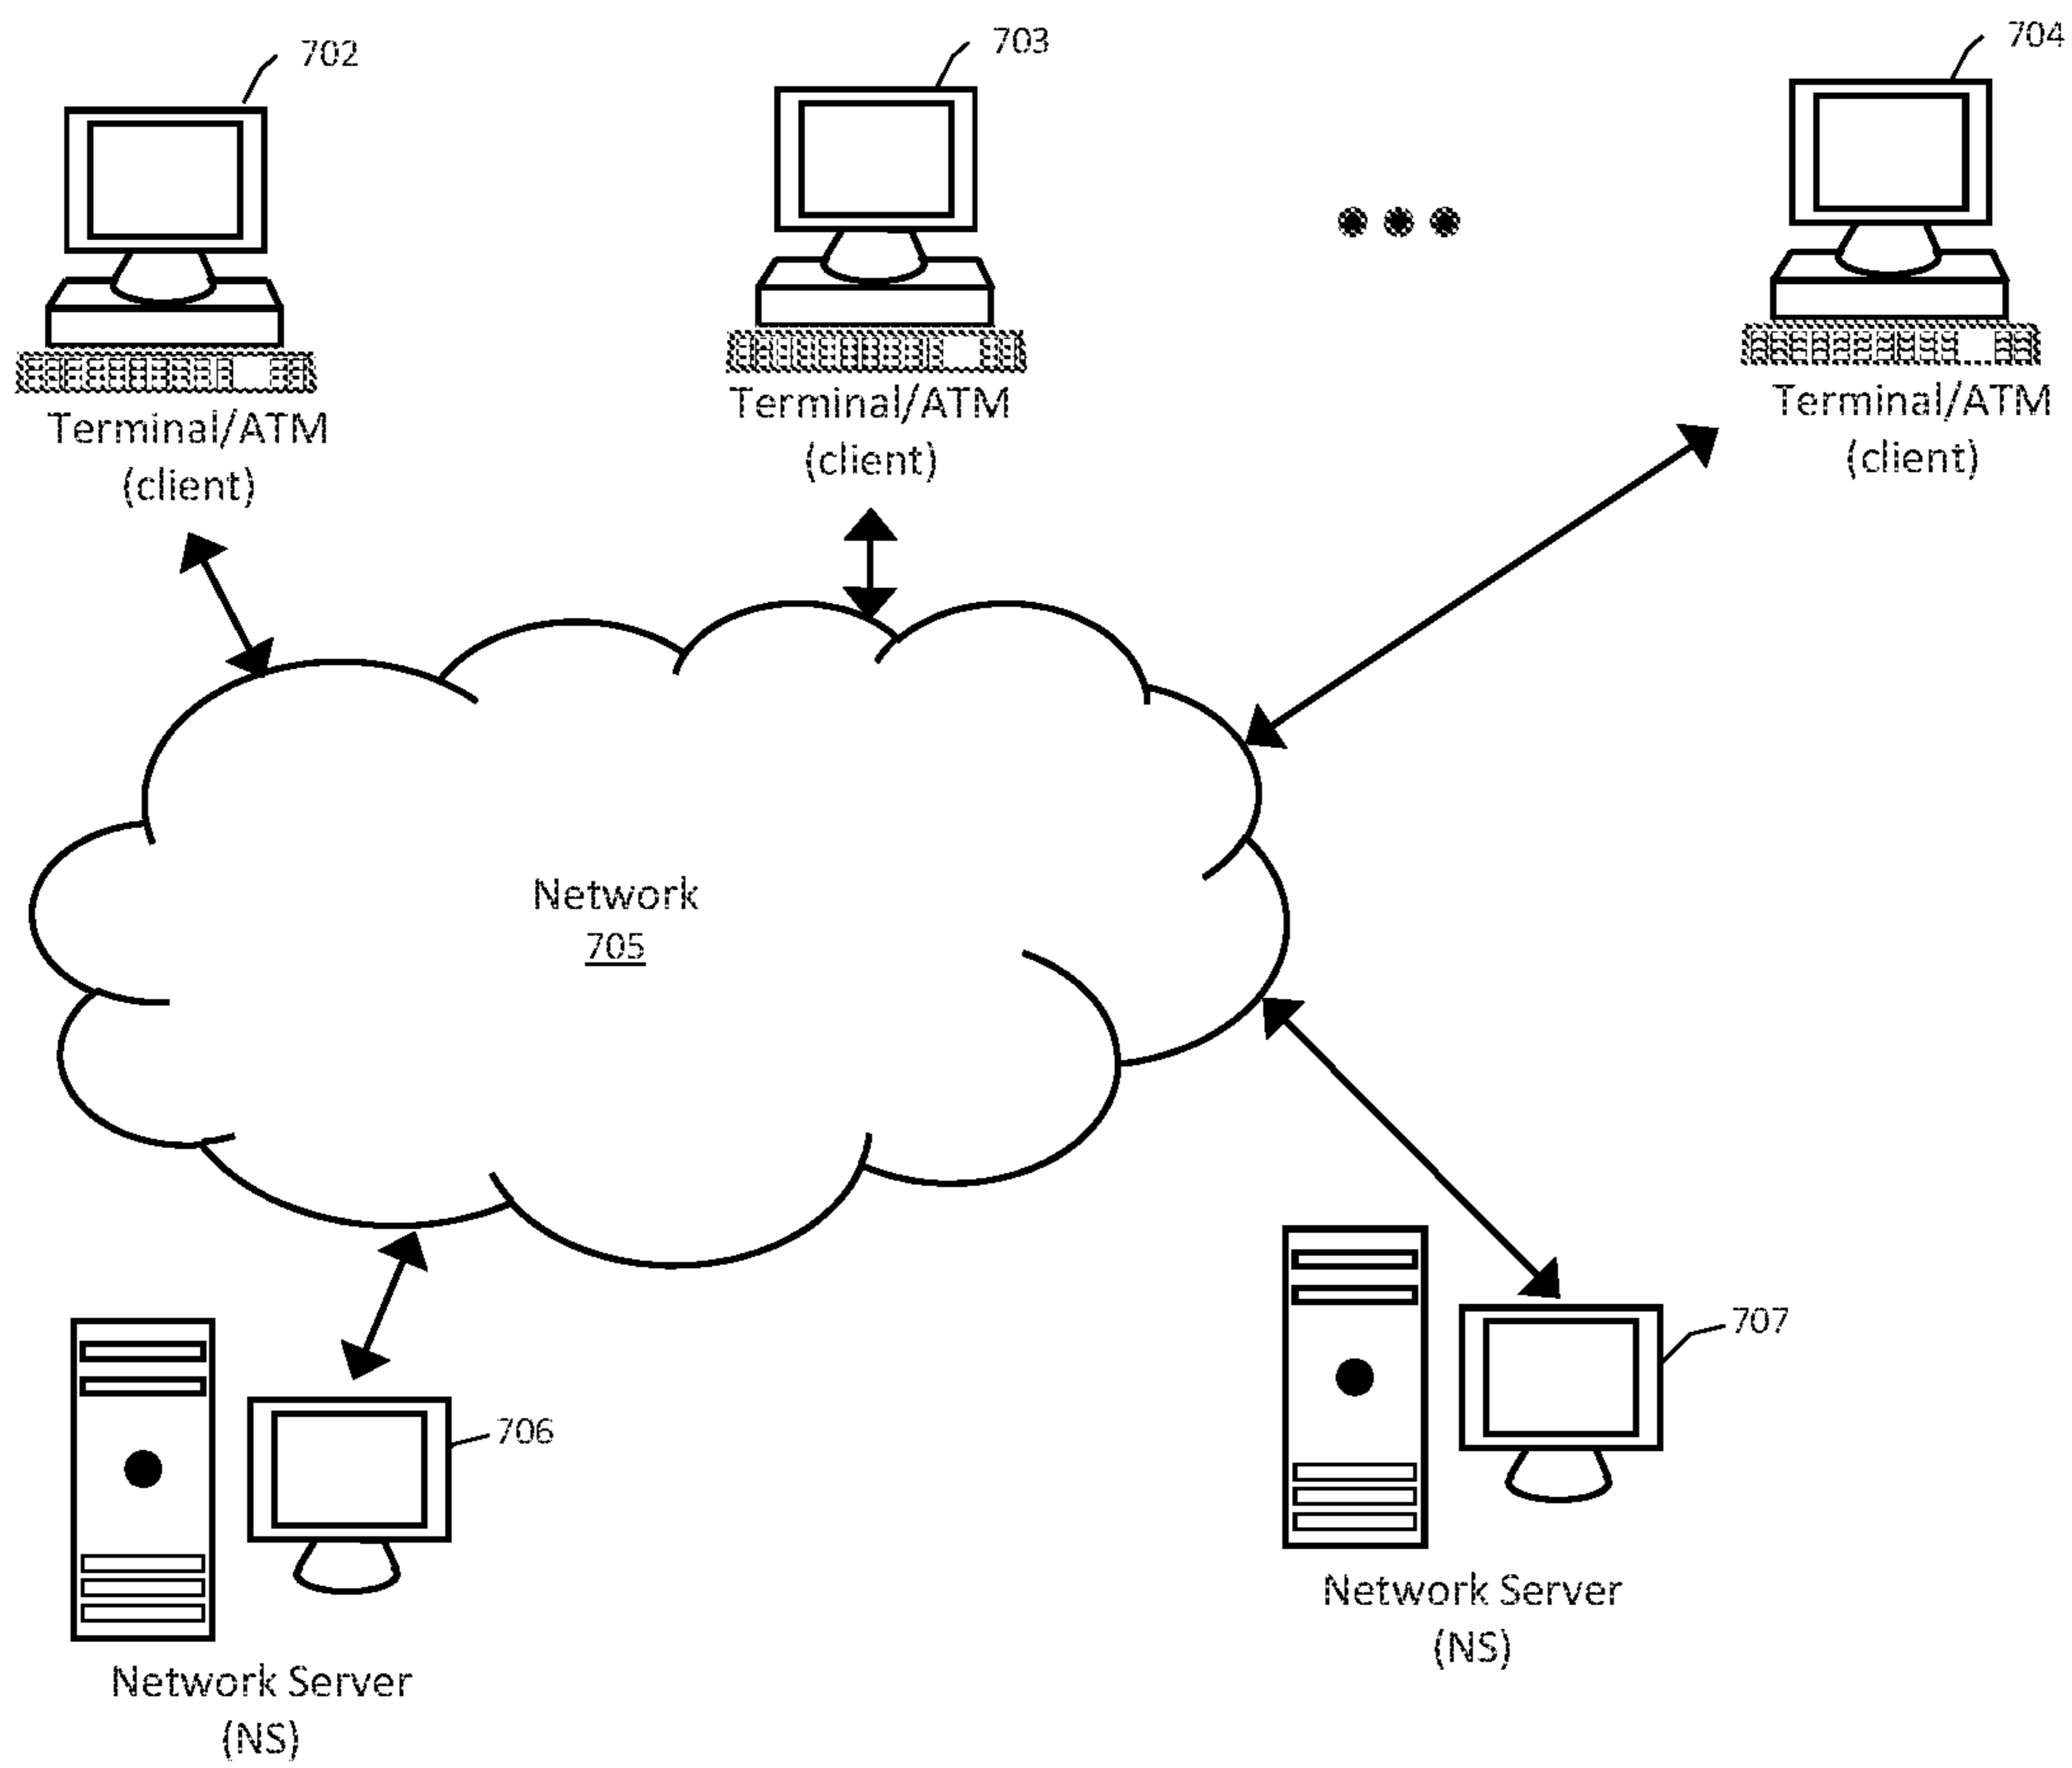 702
703
704
Terminal/ATM
(client)
Terminal/ATM
(client)
Terminal/ATM
(client)
Network
705
706
707
Network Server
(NS)
Network Server
(NS)